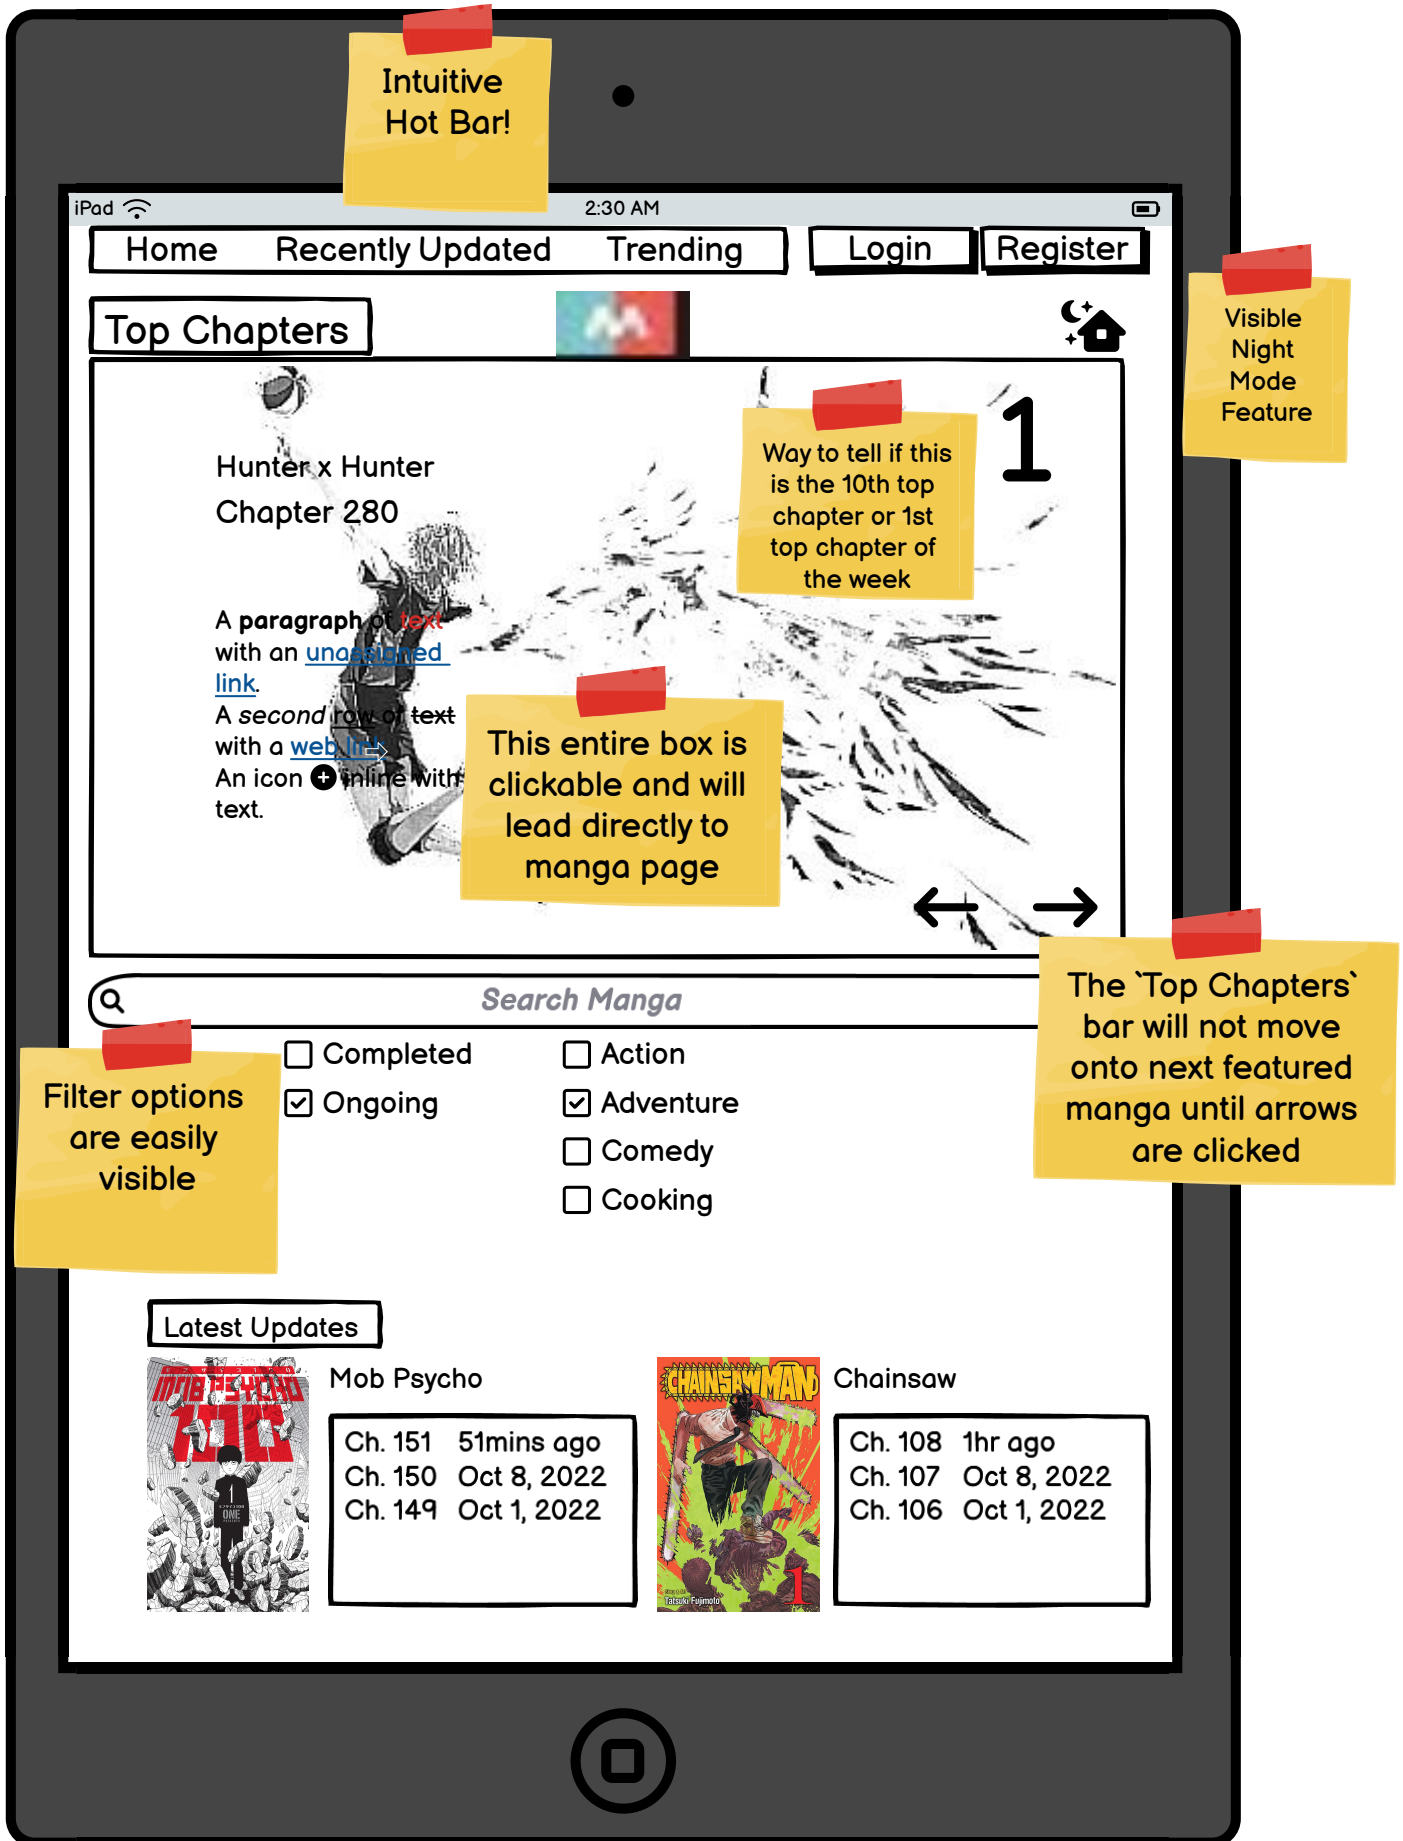 Intuitive
Hot Bar!
iPad
2:30 AM
Home
Recently Updated
Trending
Login
Register
Visible
Night
Mode
Feature
Top Chapters
Hunter x Hunter
Chapter 280
Way to tell if this
is the 10th top
chapter or 1st
top chapter of
the week
1
A paragraph of text
with an unassigned
link.
A second row of text
with a web link
An icon inline with
text.
This entire box is
clickable and will
lead directly to
manga page
The `Top Chapters`
bar will not move
onto next featured
manga until arrows
are clicked
Search Manga
Filter options
are easily
visible
Completed
Ongoing
Action
Adventure
Comedy
Cooking
Latest Updates
MOB PSYCHO
100
1
ONE
Mob Psycho
Ch. 151 51mins ago
Ch. 150 Oct 8, 2022
Ch. 149 Oct 1, 2022
CHAINSAW MAN
Tatsuki Fujimoto
1
Chainsaw
Ch. 108 1hr ago
Ch. 107 Oct 8, 2022
Ch. 106 Oct 1, 2022